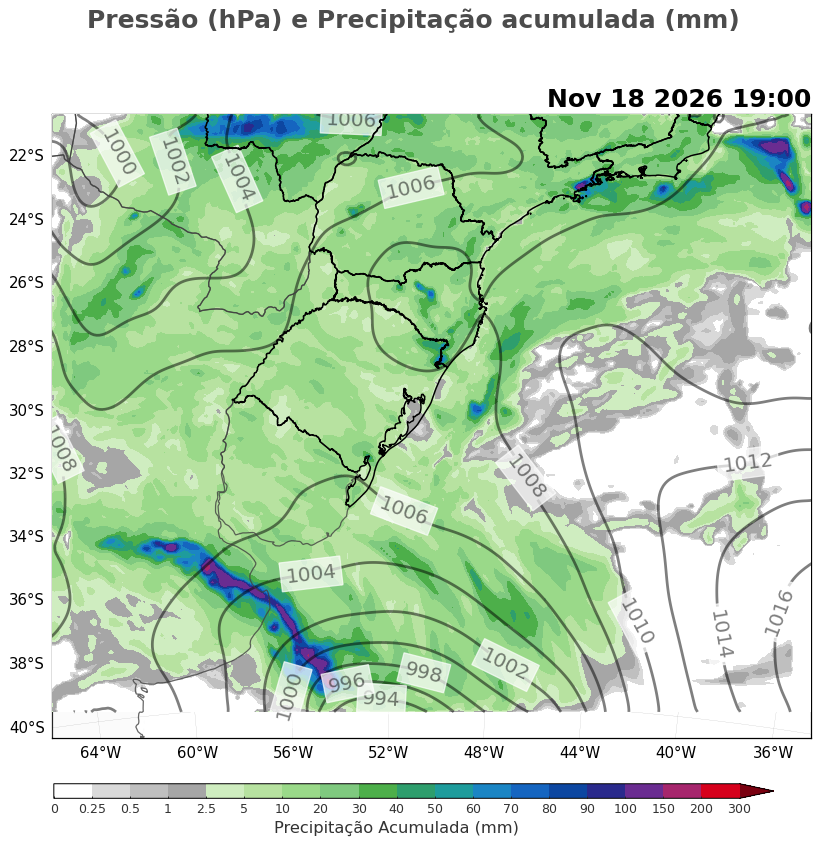 Pressão (hPa) e Precipitação acumulada (mm)
Nov 18 2026 19:00
1006
1000
1002
1004
1006
22°S
24°S
26°S
28°S
30°S
32°S
34°S
36°S
38°S
40°S
1008
1012
1008
1006
1004
1010
1014
1016
1002
998
996
994
1000
64°W 60°W 56°W 52°W 48°W 44°W 40°W 36°W
0 0.25 0.5 1 2.5 5 10 20 30 40 50 60 70 80 90 100 150 200 300
Precipitação Acumulada (mm)